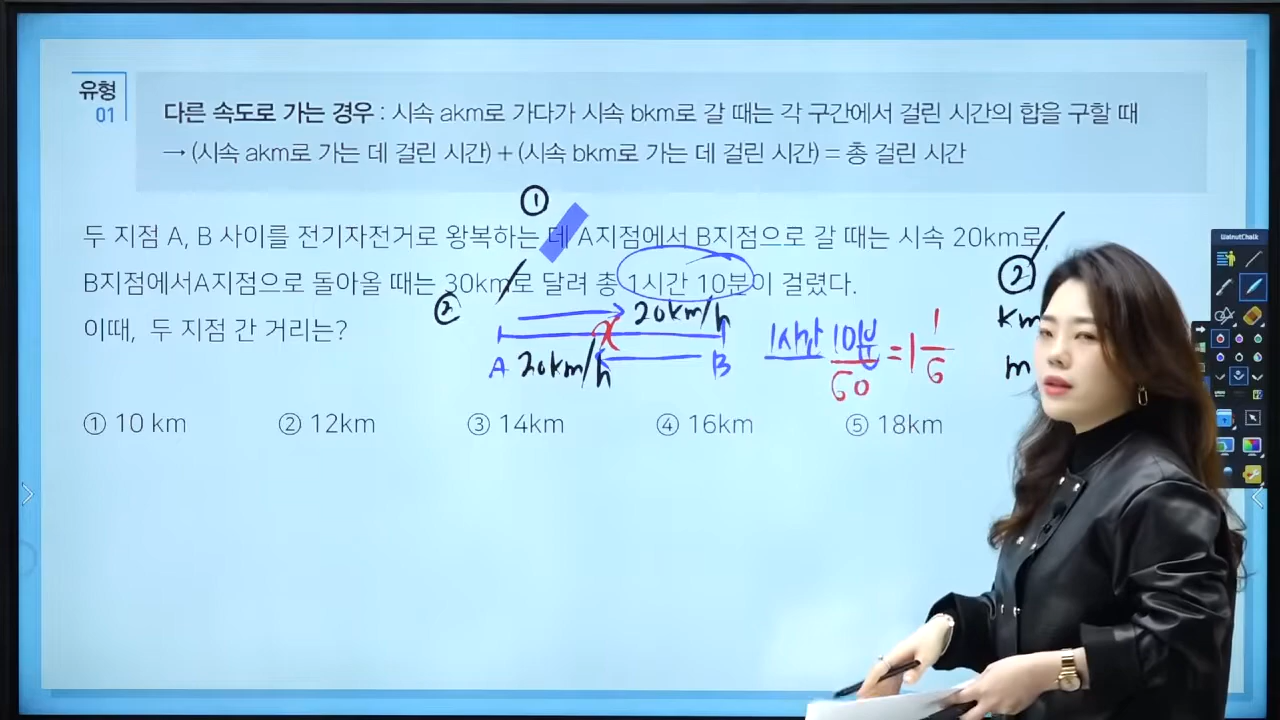 유형
01
다른 속도로 가는 경우 : 시속 akm로 가다가 시속 bkm로 갈 때는 각 구간에서 걸린 시간의 합을 구할 때
→ (시속 akm로 가는 데 걸린 시간) + (시속 bkm로 가는 데 걸린 시간) = 총 걸린 시간
①
두 지점 A, B 사이를 전기자전거로 왕복하는 데 A지점에서 B지점으로 갈 때는 시속 20km로,
B지점에서A지점으로 돌아올 때는 30km로 달려 총 1시간 10분이 걸렸다.
②
②
이때, 두 지점 간 거리는?
20km/h
x
A 20km/h B
1시간 10분/60 = 1 1/6
km
m
① 10 km ② 12km ③ 14km ④ 16km ⑤ 18km
WalnutChalk